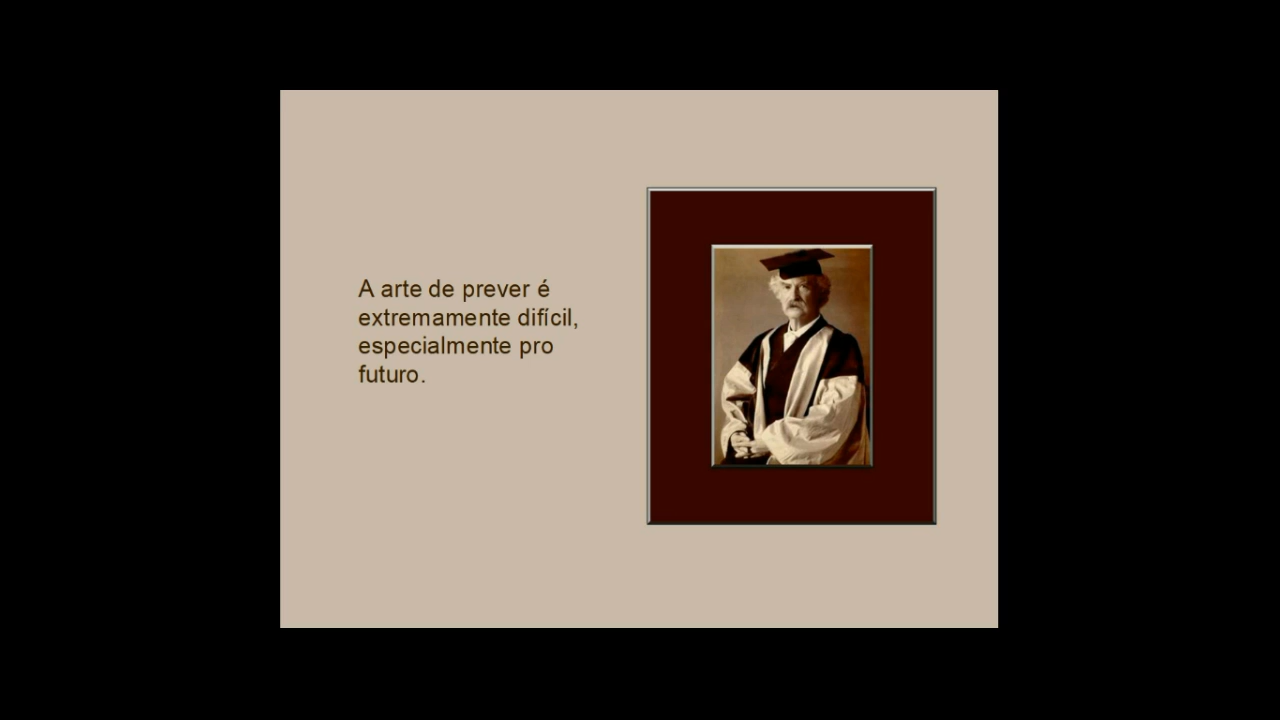 A arte de prever é
extremamente difícil,
especialmente pro
futuro.